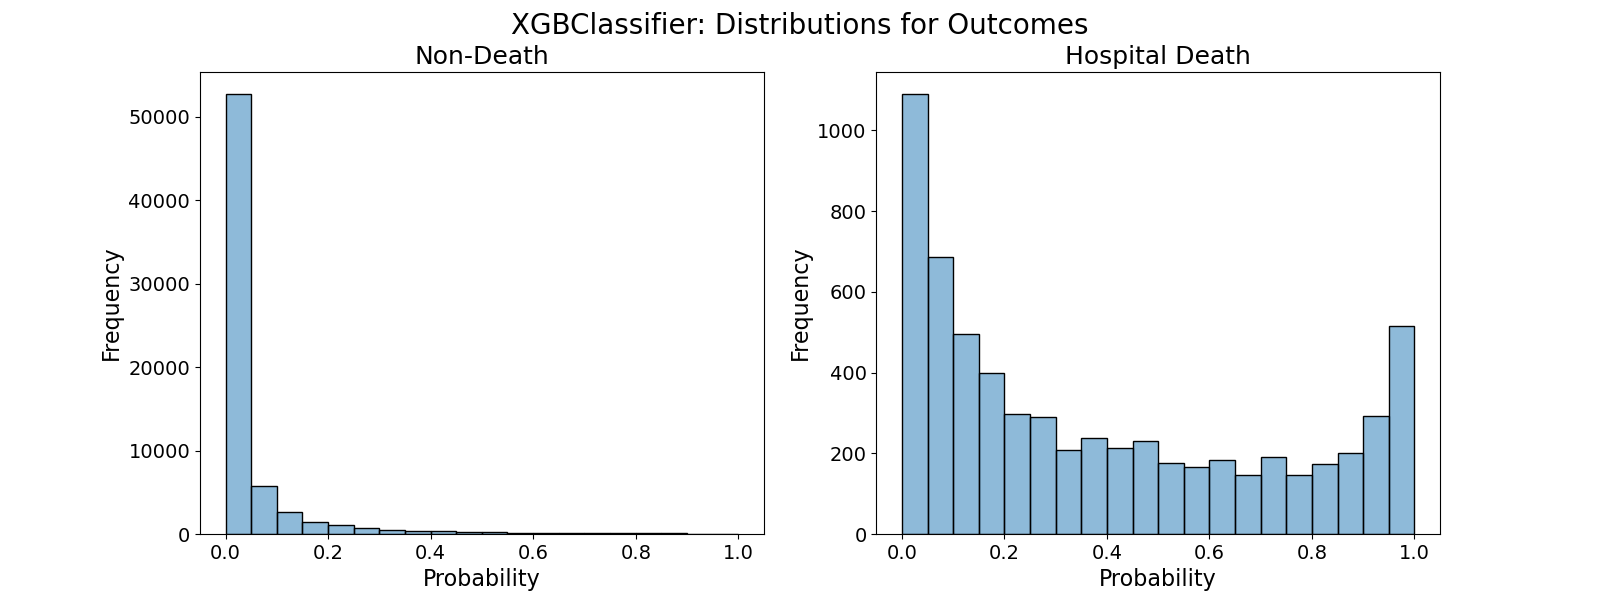 XGBClassifier: Distributions for Outcomes
Non-Death
Frequency
50000
40000
30000
20000
10000
0
0.0 0.2 0.4 0.6 0.8 1.0
Probability
Hospital Death
Frequency
1000
800
600
400
200
0
0.0 0.2 0.4 0.6 0.8 1.0
Probability